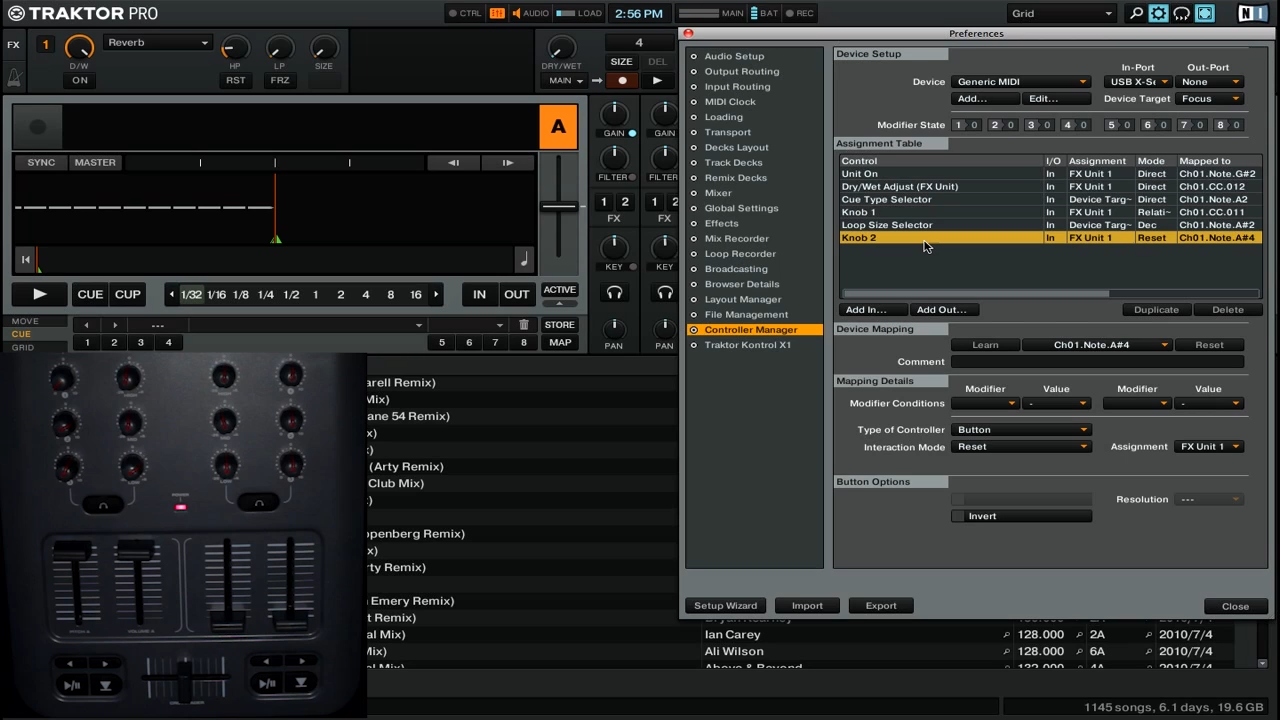 TRAKTOR PRO
CTRL
AUDIO
LOAD
2:56 PM
MAIN
BAT
REC
Grid
NI
FX
1
Reverb
D/W
HP
LP
SIZE
ON
RST
FRZ
DRY/WET
MAIN
4
SIZE
DEL
A
SYNC
MASTER
GAIN
GAIN
FILTER
FILTER
1 2
1 2
FX
FX
KEY
KEY
CUE
CUP
1/32 1/16 1/8 1/4 1/2 1 2 4 8 16
IN
OUT
ACTIVE
PAN
PAN
MOVE
CUE
GRID
---
1 2 3 4
5 6 7 8
STORE
MAP
Preferences
Audio Setup
Output Routing
Input Routing
MIDI Clock
Loading
Transport
Decks Layout
Track Decks
Remix Decks
Mixer
Global Settings
Effects
Mix Recorder
Loop Recorder
Broadcasting
Browser Details
Layout Manager
File Management
Controller Manager
Traktor Kontrol X1
Device Setup
In-Port
Out-Port
Device
Generic MIDI
USB X-Se
None
Add...
Edit...
Device Target
Focus
Modifier State
1 0 2 0 3 0 4 0 5 0 6 0 7 0 8 0
Assignment Table
Control I/O Assignment Mode Mapped to
Unit On In FX Unit 1 Direct Ch01.Note.G#2
Dry/Wet Adjust (FX Unit) In FX Unit 1 Direct Ch01.CC.012
Cue Type Selector In Device Targ~ Direct Ch01.Note.A2
Knob 1 In FX Unit 1 Relati~ Ch01.CC.011
Loop Size Selector In Device Targ~ Dec Ch01.Note.A#2
Knob 2 In FX Unit 1 Reset Ch01.Note.A#4
Add In...
Add Out...
Duplicate
Delete
Device Mapping
Learn
Ch01.Note.A#4
Reset
Comment
Mapping Details
Modifier
Value
Modifier
Value
Modifier Conditions
-
-
Type of Controller
Button
Interaction Mode
Reset
Assignment
FX Unit 1
Button Options
Resolution
---
Invert
Setup Wizard
Import
Export
Close
arell Remix)
Mix)
ane 54 Remix)
x)
x)
(Arty Remix)
Club Mix)
x)
openberg Remix)
x)
rty Remix)
n Emery Remix)
t Remix)
al Mix)
Ian Carey
128.000
2A
2010/7/4
al Mix)
Ali Wilson
128.000
6A
2010/7/4
x)
1145 songs, 6.1 days, 19.6 GB